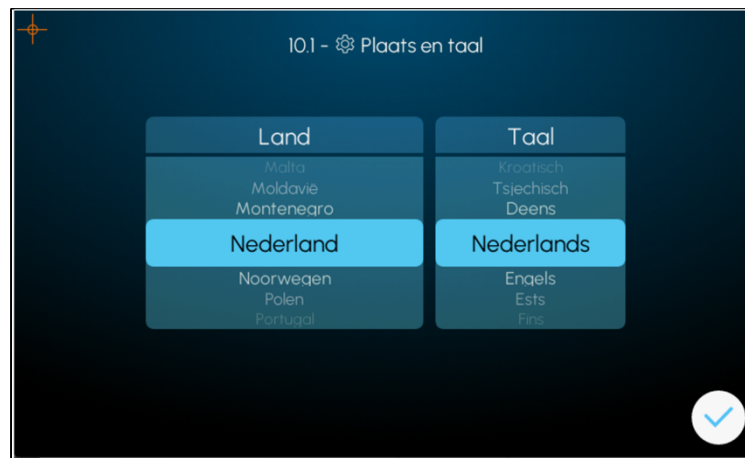 10.1 - Plaats en taal
Land
Taal
Malta
Kroatisch
Moldavië
Tsjechisch
Montenegro
Deens
Nederland
Nederlands
Noorwegen
Engels
Polen
Ests
Portugal
Fins